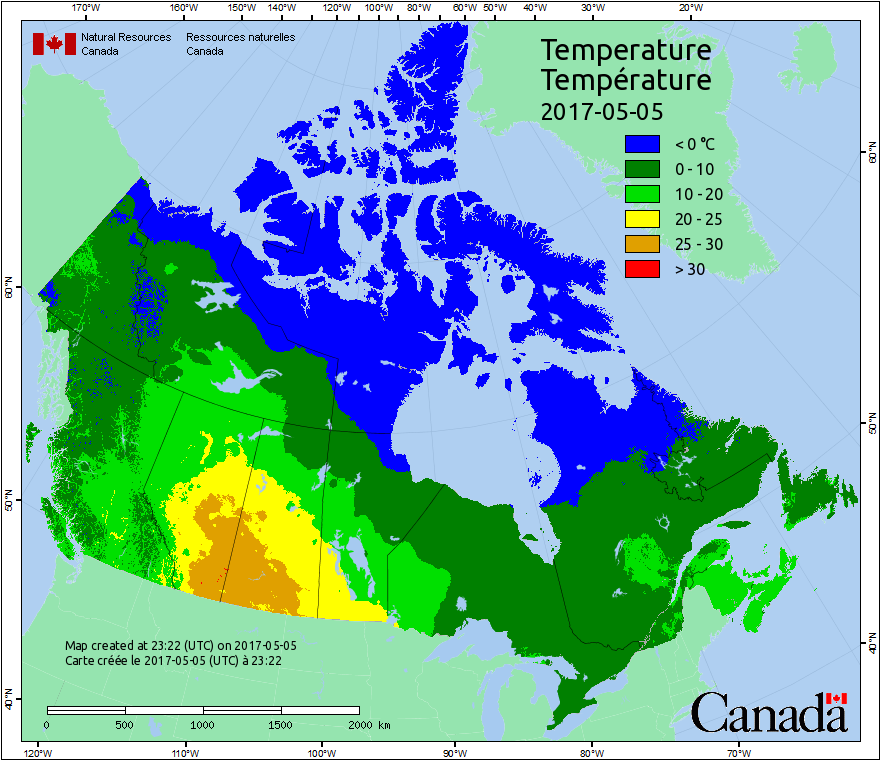 170°W 160°W 150°W 140°W 130°W 120°W 110°W 100°W 90°W 80°W 60°W 50°W 40°W 30°W 20°W
Natural Resources Ressources naturelles
Canada Canada
Temperature
Température
2017-05-05
< 0 °C
0 - 10
10 - 20
20 - 25
25 - 30
> 30
60°N
50°N
40°N
60°N
50°N
40°N
Map created at 23:22 (UTC) on 2017-05-05
Carte créée le 2017-05-05 (UTC) à 23:22
0 500 1000 1500 2000 km
Canada
120°W 110°W 100°W 90°W 80°W 70°W